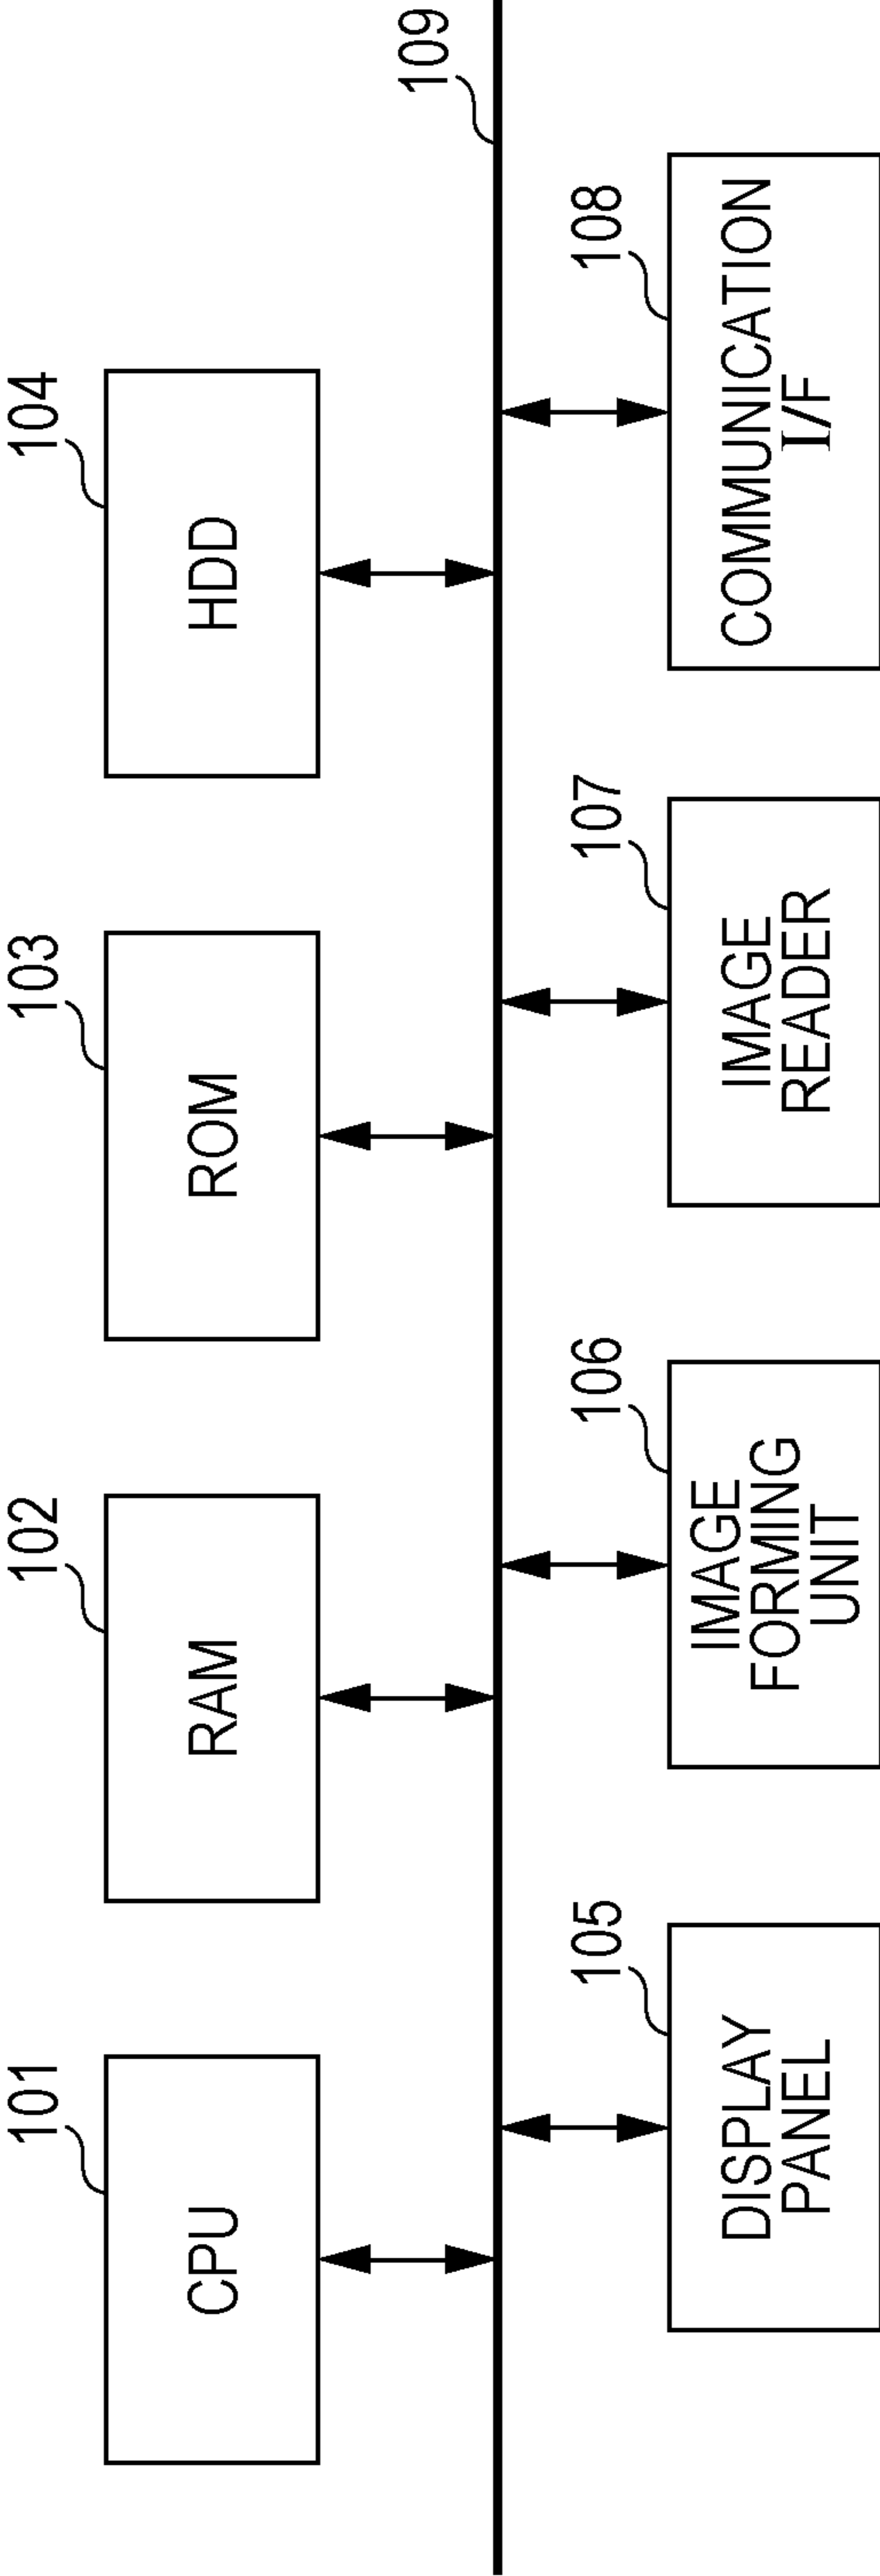 101
CPU
102
RAM
103
ROM
104
HDD
109
105
DISPLAY
PANEL
106
IMAGE
FORMING
UNIT
107
IMAGE
READER
108
COMMUNICATION
I/F